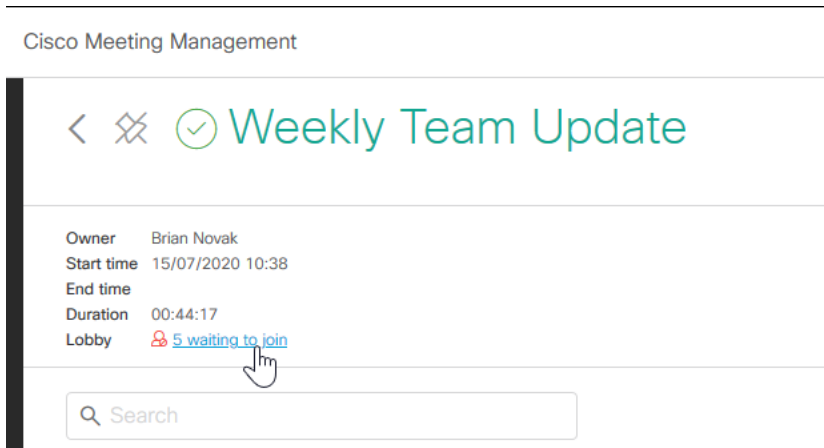 Cisco Meeting Management
Weekly Team Update
Owner Brian Novak
Start time 15/07/2020 10:38
End time
Duration 00:44:17
Lobby 5 waiting to join
Search